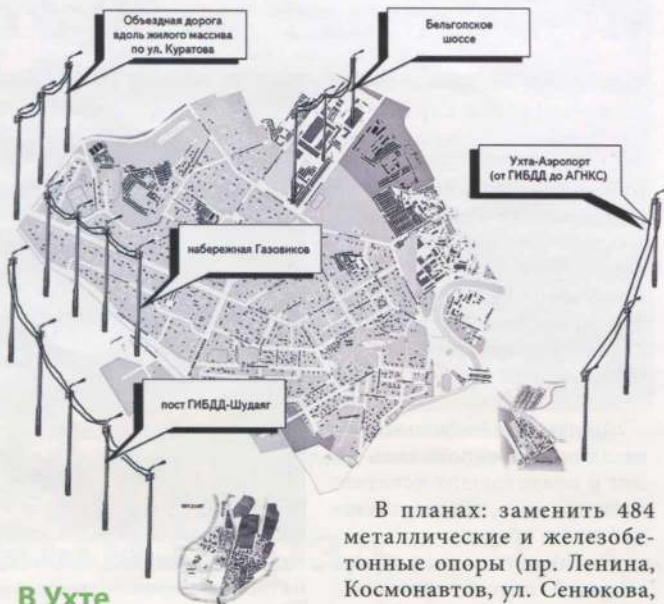 Объездная дорога
вдоль жилого массива
по ул. Куратова
Бельгопское
шоссе
Ухта-Аэропорт
(от ГИБДД до АГНКС)
набережная Газовиков
пост ГИБДД-Шудаяг
В планах: заменить 484
металлические и железобе-
тонные опоры (пр. Ленина,
Космонавтов, ул. Сенюкова,
В Ухте